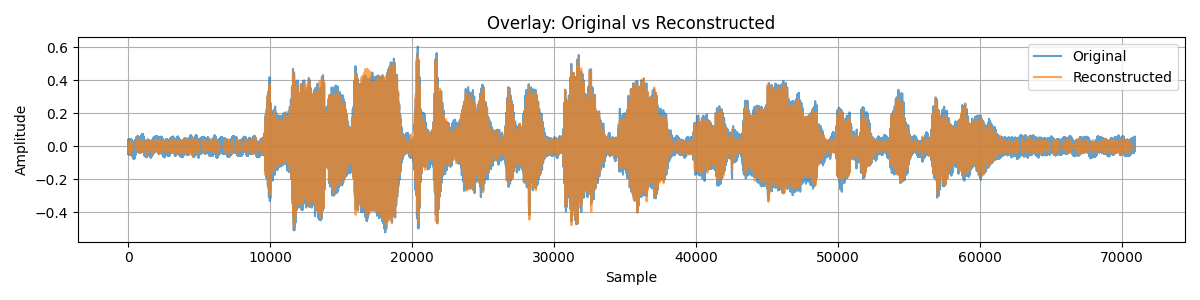 Overlay: Original vs Reconstructed
Original
Reconstructed
Amplitude
0.6
0.4
0.2
0.0
−0.2
−0.4
0 10000 20000 30000 40000 50000 60000 70000
Sample